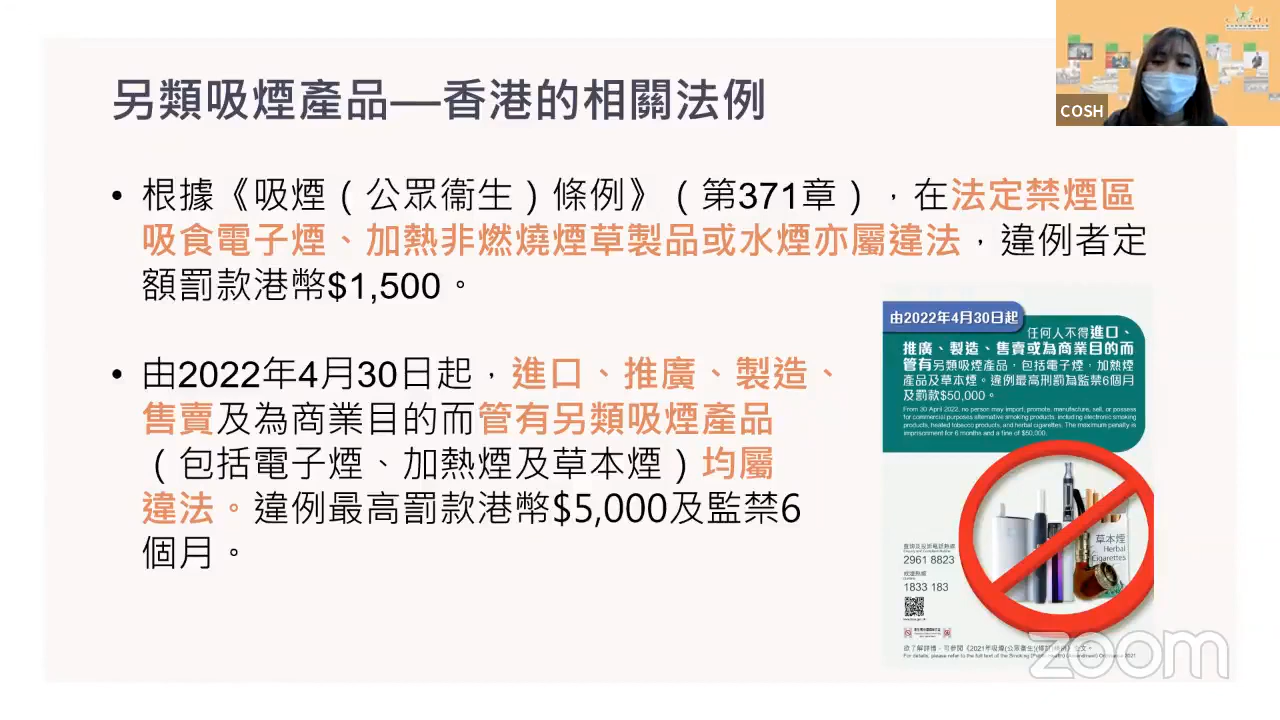 另類吸煙產品—香港的相關法例
COSH
• 根據《吸煙(公眾衞生)條例》(第371章),在法定禁煙區
吸食電子煙、加熱非燃燒煙草製品或水煙亦屬違法,違例者定
額罰款港幣$1,500。
• 由2022年4月30日起,進口、推廣、製造、
售賣及為商業目的而管有另類吸煙產品
(包括電子煙、加熱煙及草本煙)均屬
違法。違例最高罰款港幣$5,000及監禁6
個月。
由2022年4月30日起
任何人不得進口、
推廣、製造、售賣或為商業目的而
管有另類吸煙產品,包括電子煙,加熱煙
產品及草本煙。違例最高刑罰為監禁6個月
及罰款$50,000。
From 30 April 2022, no person may import, promote, manufacture, sell, or possess
for commercial purposes alternative smoking products, including electronic smoking
products, heated tobacco products, and herbal cigarettes. The maximum penalty is
imprisonment for 6 months and a fine of $50,000.
草本煙
Herbal
Cigarettes
2961 8823
戒煙熱線
1833 183
zoom